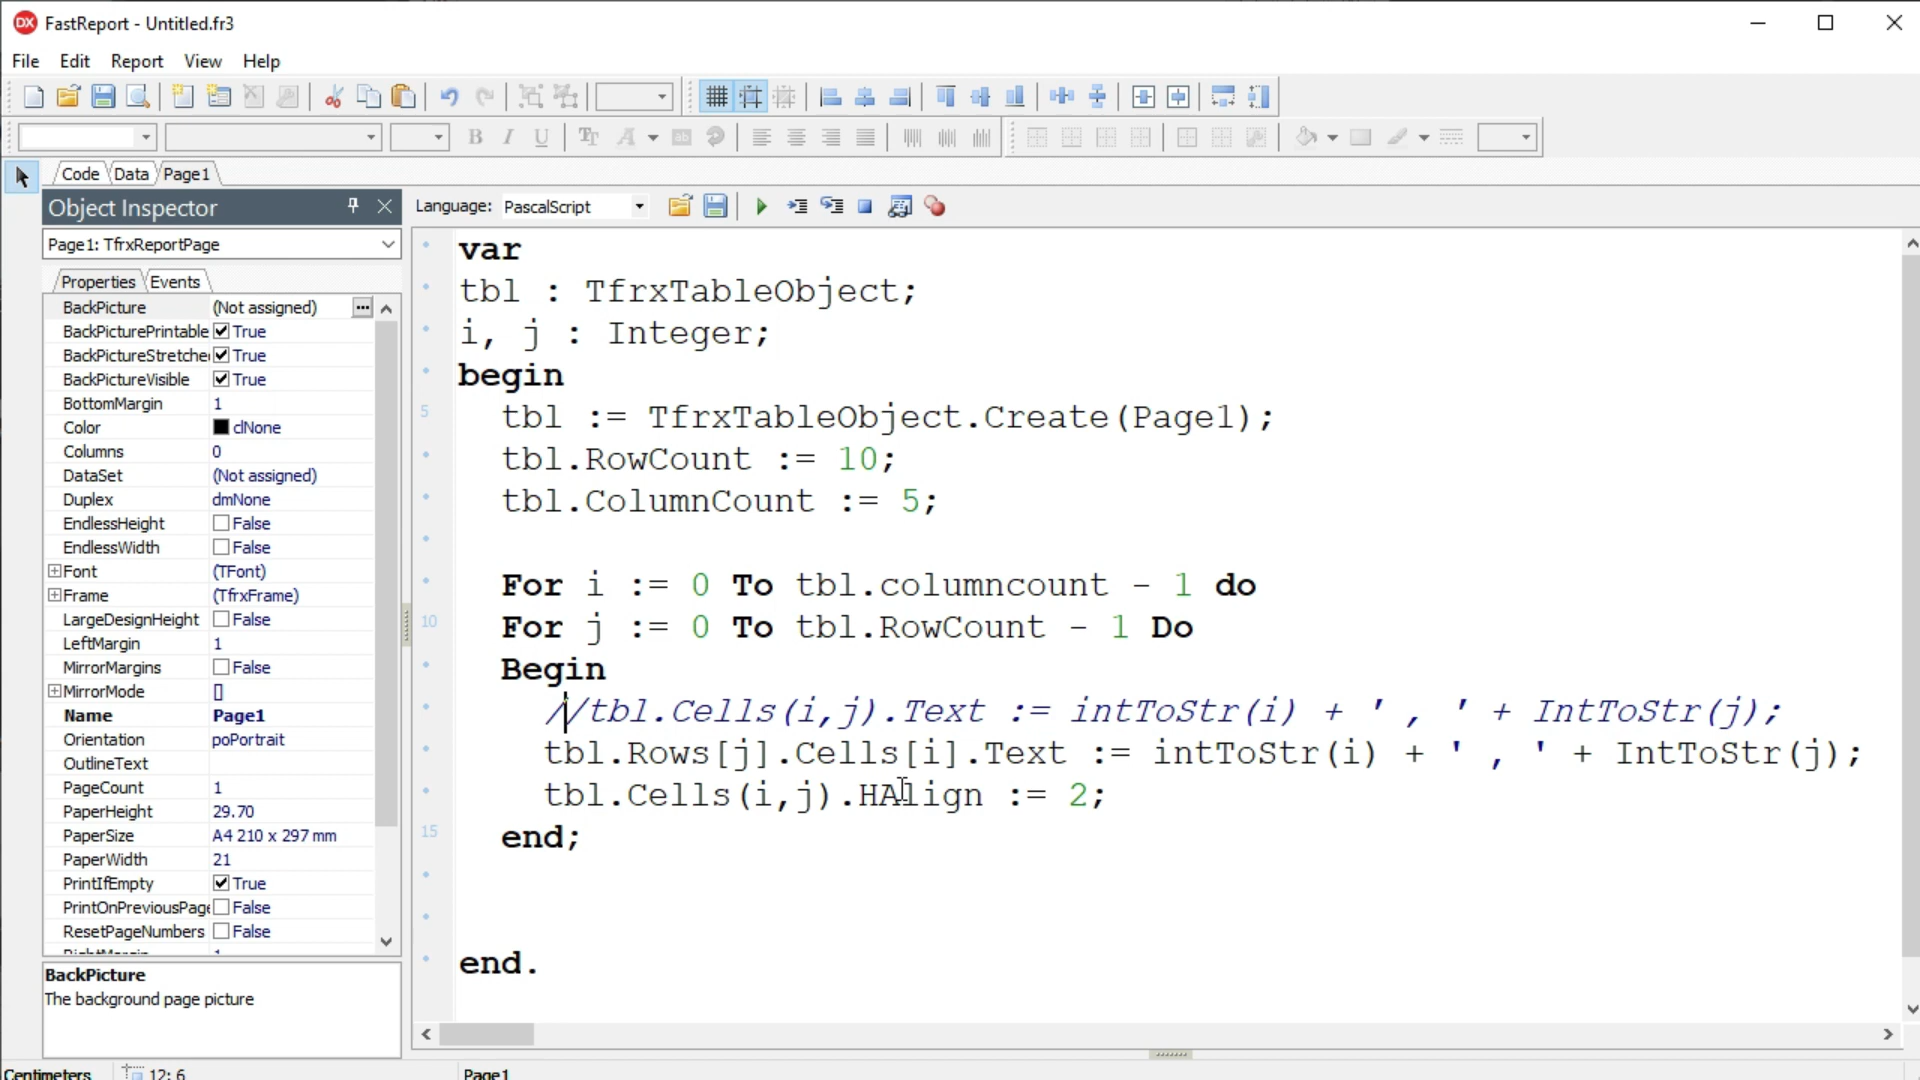 FastReport - Untitled.fr3
File Edit Report View Help
Code Data Page1
Object Inspector
Page1: TfrxReportPage
Properties Events
BackPicture (Not assigned)
BackPicturePrintable True
BackPictureStretche True
BackPictureVisible True
BottomMargin 1
Color clNone
Columns 0
DataSet (Not assigned)
Duplex dmNone
EndlessHeight False
EndlessWidth False
Font (TFont)
Frame (TfrxFrame)
LargeDesignHeight False
LeftMargin 1
MirrorMargins False
MirrorMode []
Name Page1
Orientation poPortrait
OutlineText
PageCount 1
PaperHeight 29.70
PaperSize A4 210 x 297 mm
PaperWidth 21
PrintIfEmpty True
PrintOnPreviousPage False
ResetPageNumbers False
BackPicture
The background page picture
Language: PascalScript
var
tbl : TfrxTableObject;
i, j : Integer;
begin
5 tbl := TfrxTableObject.Create(Page1);
tbl.RowCount := 10;
tbl.ColumnCount := 5;
For i := 0 To tbl.columncount - 1 do
10 For j := 0 To tbl.RowCount - 1 Do
Begin
//tbl.Cells(i,j).Text := intToStr(i) + ' , ' + IntToStr(j);
tbl.Rows[j].Cells[i].Text := intToStr(i) + ' , ' + IntToStr(j);
tbl.Cells(i,j).HAlign := 2;
15 end;
end.
Centimeters 12: 6 Page1